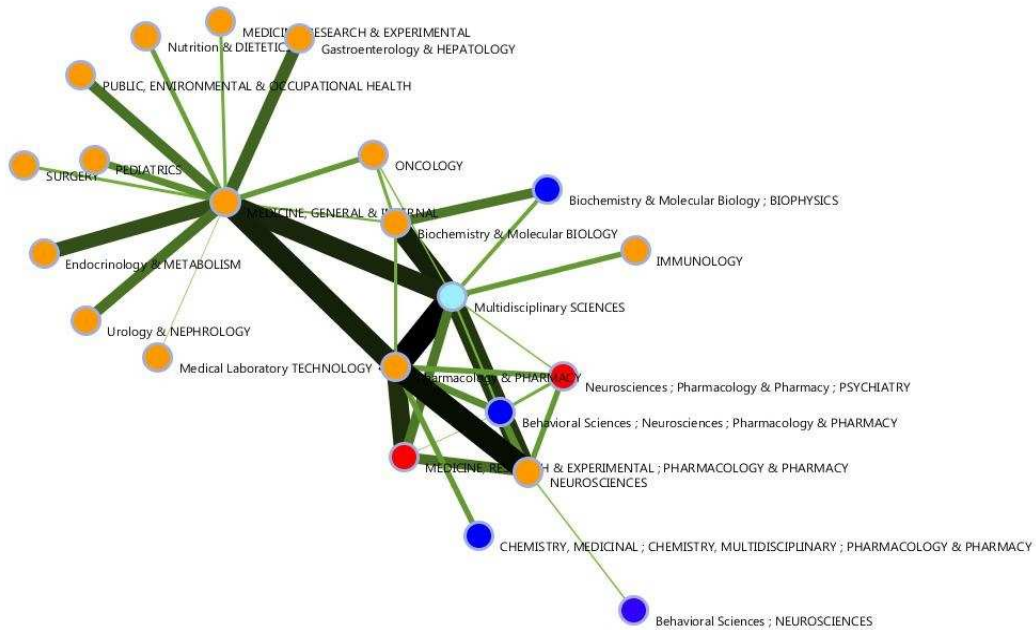 MEDICINE, RESEARCH & EXPERIMENTAL
Nutrition & DIETETICS
Gastroenterology & HEPATOLOGY
PUBLIC, ENVIRONMENTAL & OCCUPATIONAL HEALTH
ONCOLOGY
PEDIATRICS
SURGERY
Biochemistry & Molecular Biology ; BIOPHYSICS
MEDICINE, GENERAL & INTERNAL
Biochemistry & Molecular BIOLOGY
IMMUNOLOGY
Endocrinology & METABOLISM
Multidisciplinary SCIENCES
Urology & NEPHROLOGY
Medical Laboratory TECHNOLOGY
Pharmacology & PHARMACY
Neurosciences ; Pharmacology & Pharmacy ; PSYCHIATRY
Behavioral Sciences ; Neurosciences ; Pharmacology & PHARMACY
MEDICINE, RESEARCH & EXPERIMENTAL ; PHARMACOLOGY & PHARMACY
NEUROSCIENCES
CHEMISTRY, MEDICINAL ; CHEMISTRY, MULTIDISCIPLINARY ; PHARMACOLOGY & PHARMACY
Behavioral Sciences ; NEUROSCIENCES